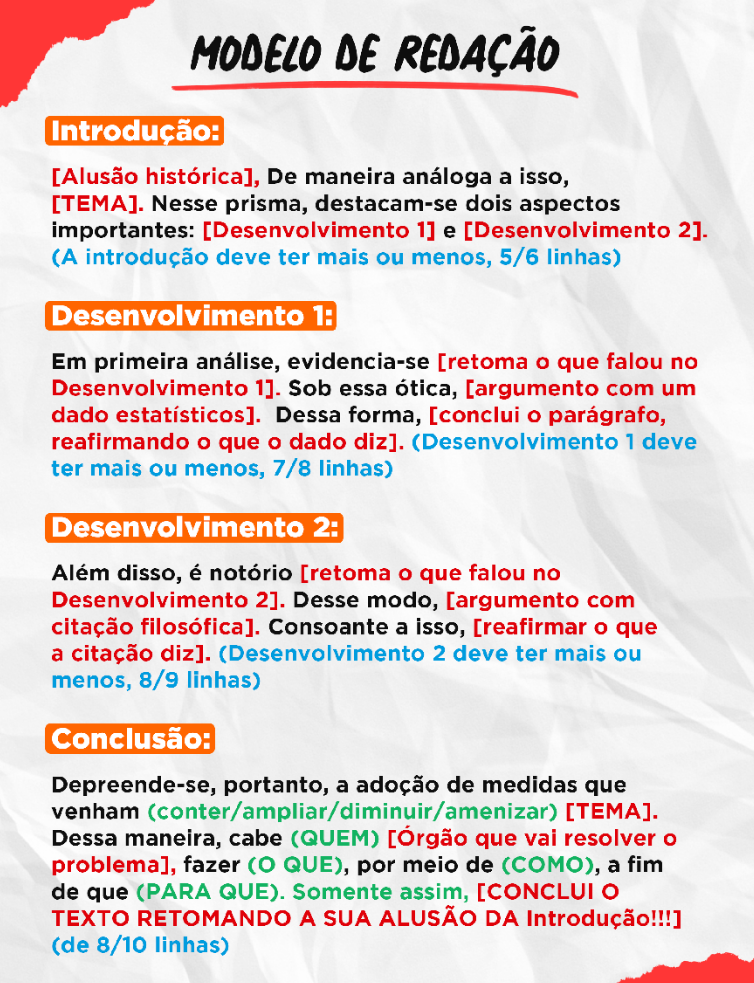 MODELO DE REDAÇÃO
Introdução:
[Alusão histórica], De maneira análoga a isso,
[TEMA]. Nesse prisma, destacam-se dois aspectos
importantes: [Desenvolvimento 1] e [Desenvolvimento 2].
(A introdução deve ter mais ou menos, 5/6 linhas)
Desenvolvimento 1:
Em primeira análise, evidencia-se [retoma o que falou no
Desenvolvimento 1]. Sob essa ótica, [argumento com um
dado estatísticos]. Dessa forma, [conclui o parágrafo,
reafirmando o que o dado diz]. (Desenvolvimento 1 deve
ter mais ou menos, 7/8 linhas)
Desenvolvimento 2:
Além disso, é notório [retoma o que falou no
Desenvolvimento 2]. Desse modo, [argumento com
citação filosófica]. Consoante a isso, [reafirmar o que
a citação diz]. (Desenvolvimento 2 deve ter mais ou
menos, 8/9 linhas)
Conclusão:
Depreende-se, portanto, a adoção de medidas que
venham (conter/ampliar/diminuir/amenizar) [TEMA].
Dessa maneira, cabe (QUEM) [Órgão que vai resolver o
problema], fazer (O QUE), por meio de (COMO), a fim
de que (PARA QUE). Somente assim, [CONCLUI O
TEXTO RETOMANDO A SUA ALUSÃO DA Introdução!!!]
(de 8/10 linhas)